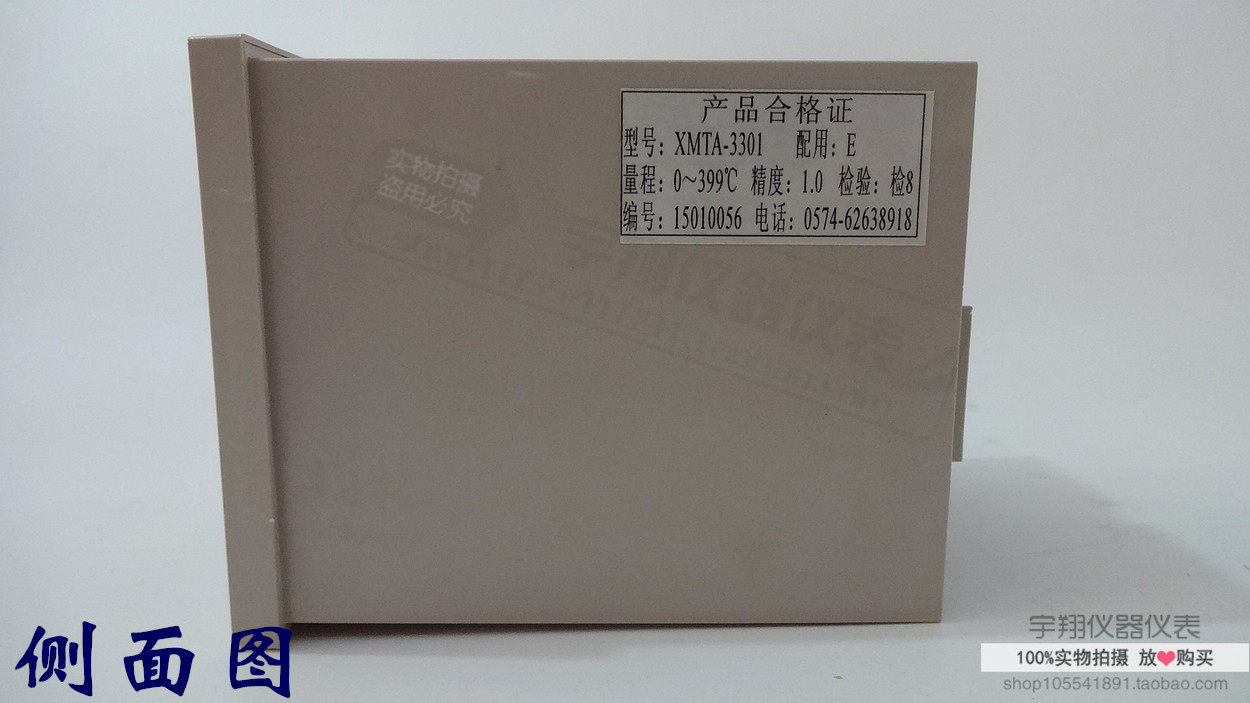 产品合格证
型号：XMTA-3301 配用：E
量程：0～399℃ 精度：1.0 检验：检8
编号：15010056 电话：0574-62638918
实物拍摄
盗用必究
宇翔仪器仪表
侧面图
宇翔仪器仪表
100%实物拍摄 放❤购买
shop105541891.taobao.com